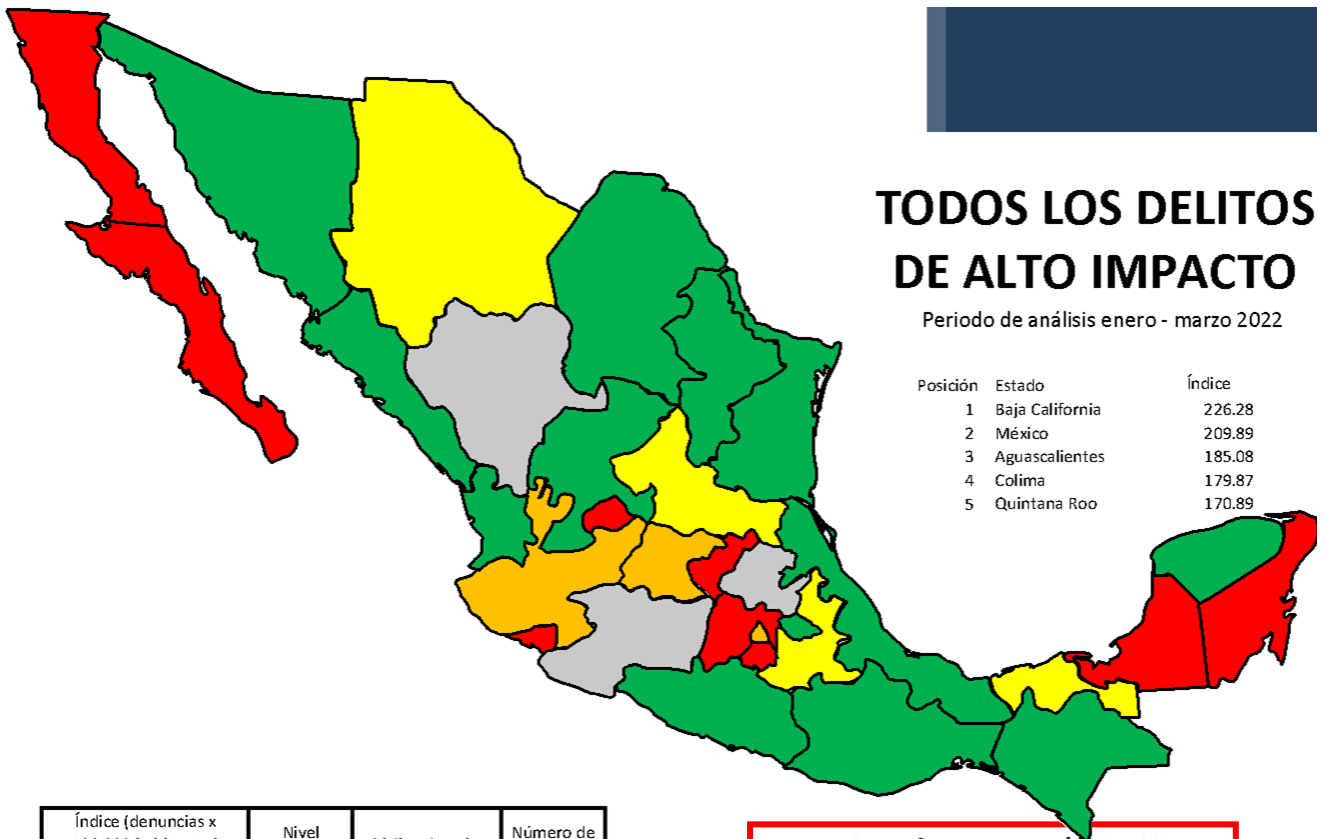 TODOS LOS DELITOS
DE ALTO IMPACTO
Periodo de análisis enero - marzo 2022
Posición Estado Índice
1 Baja California 226.28
2 México 209.89
3 Aguascalientes 185.08
4 Colima 179.87
5 Quintana Roo 170.89
Índice (denuncias x
Nivel
Número de